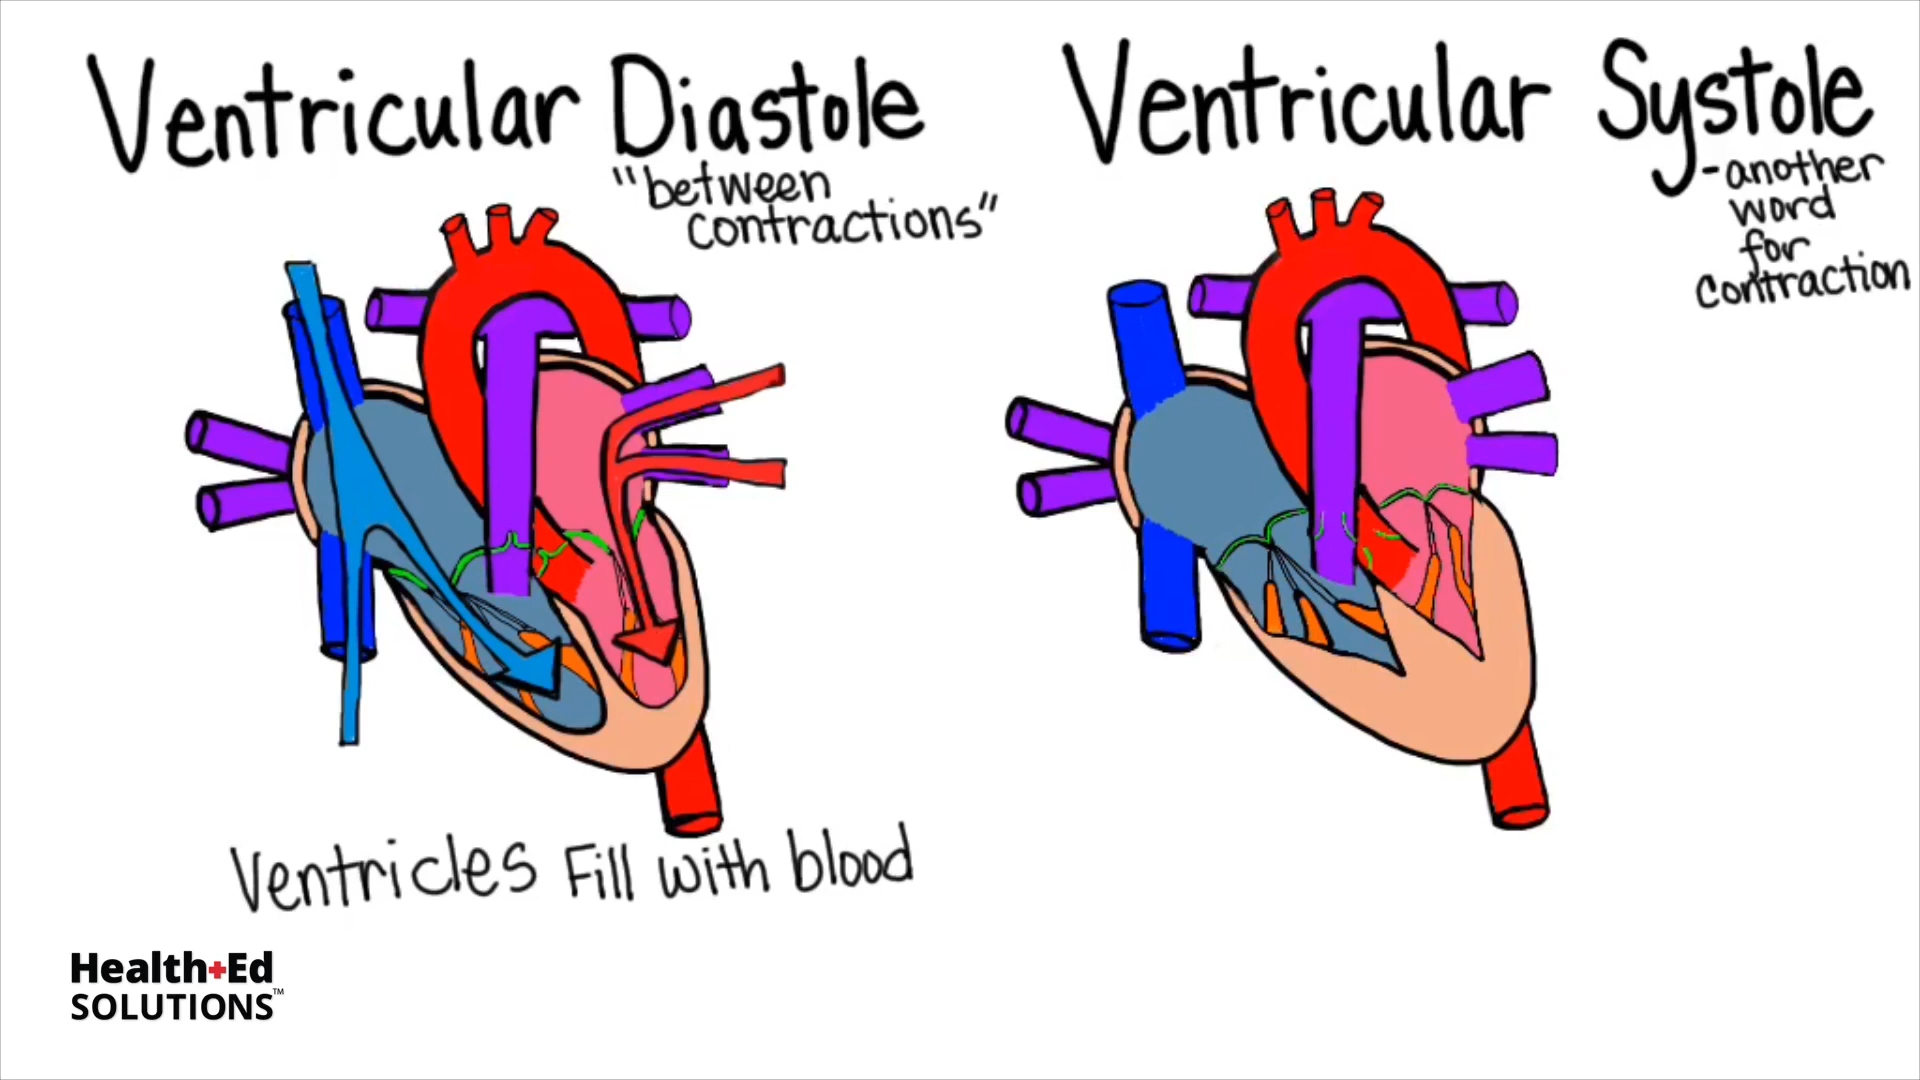 Ventricular Diastole
"between
contractions"
Ventricles Fill with blood
Ventricular Systole
-another
word
for
contraction
Health+Ed
SOLUTIONS™